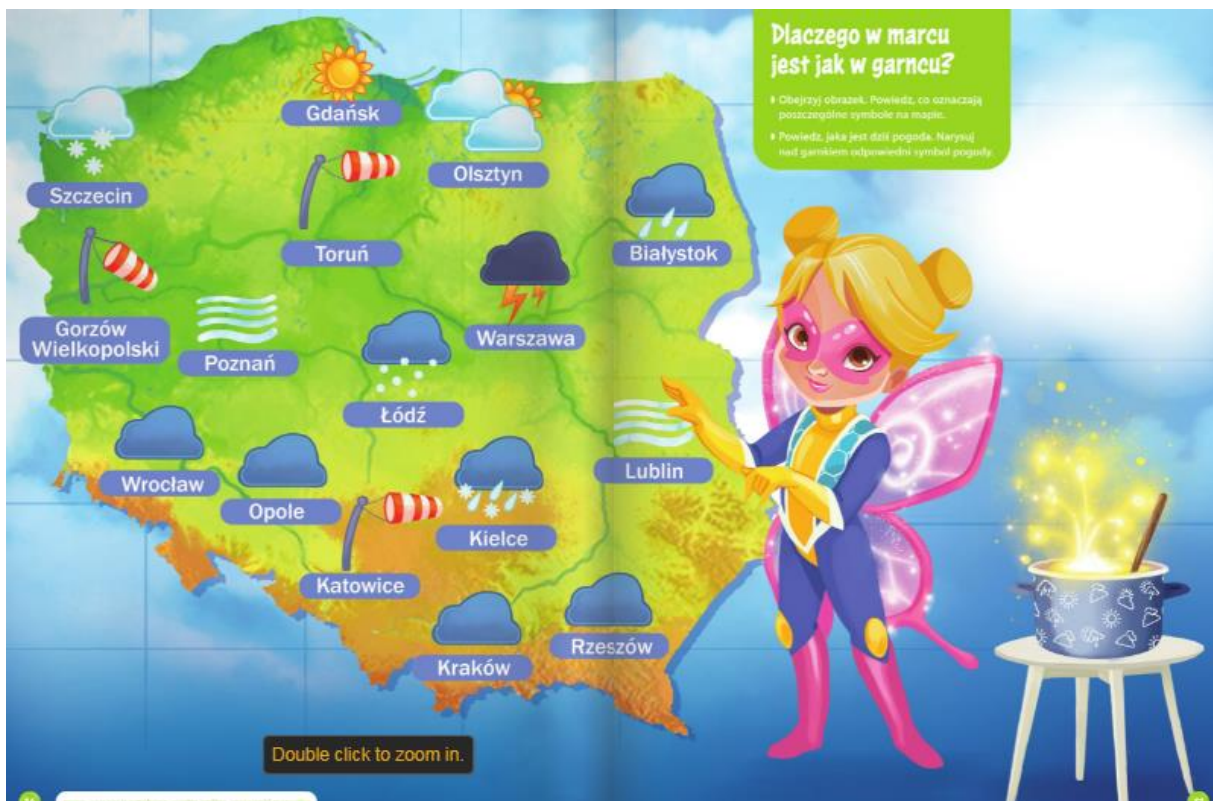 Dlaczego w marcu
jest jak w garncu?
Obejrzyj obrazek. Powiedz, co oznaczają
poszczególne symbole na mapie.
Powiedz, jaka jest dziś pogoda. Narysuj
nad garnkiem odpowiedni symbol pogody.
Gdańsk
Olsztyn
Szczecin
Toruń
Białystok
Gorzów
Wielkopolski
Poznań
Warszawa
Łódź
Wrocław
Lublin
Opole
Kielce
Katowice
Rzeszów
Kraków
Double click to zoom in.